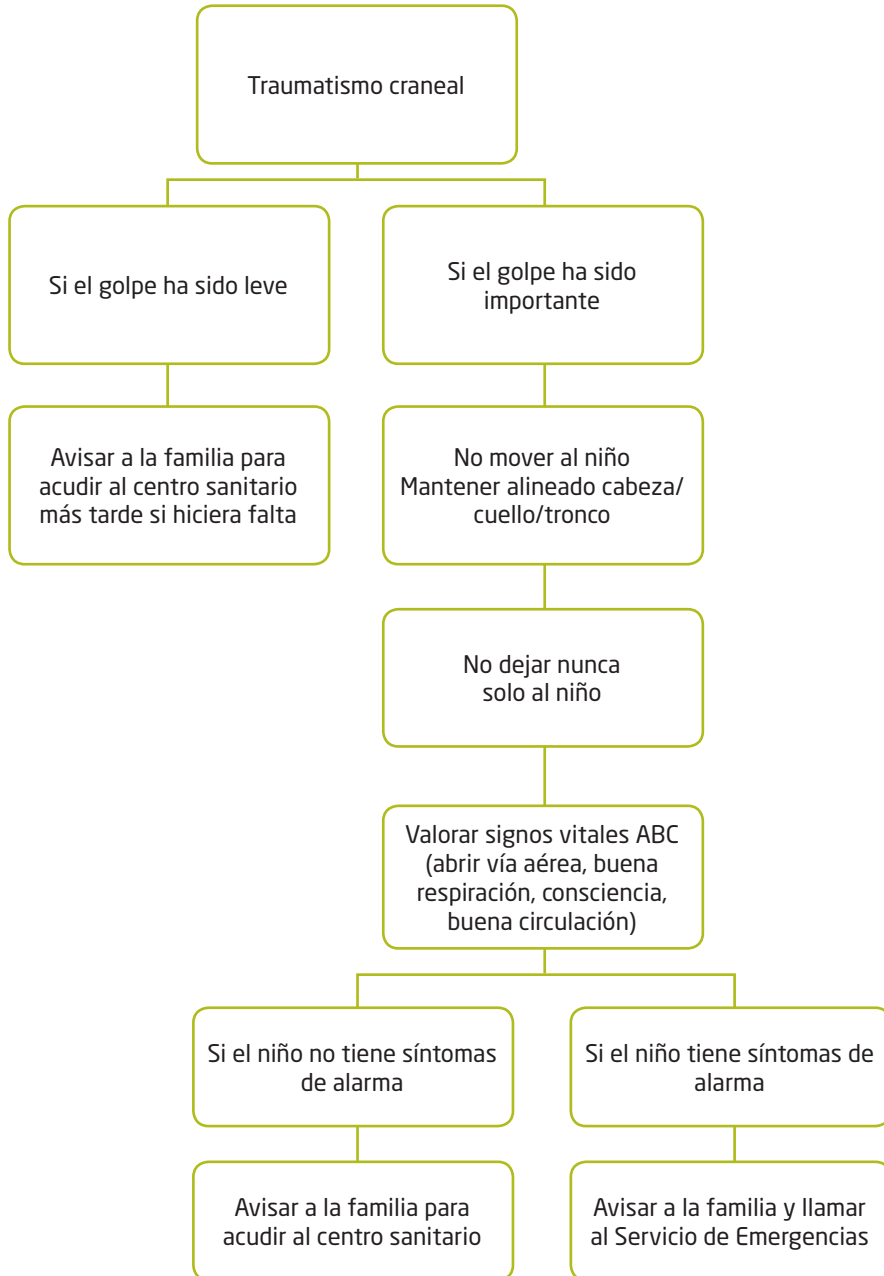 Traumatismo craneal
Si el golpe ha sido leve
Si el golpe ha sido
importante
Avisar a la familia para
acudir al centro sanitario
más tarde si hiciera falta
No mover al niño
Mantener alineado cabeza/
cuello/tronco
No dejar nunca
solo al niño
Valorar signos vitales ABC
(abrir vía aérea, buena
respiración, consciencia,
buena circulación)
Si el niño no tiene síntomas
de alarma
Si el niño tiene síntomas de
alarma
Avisar a la familia para
acudir al centro sanitario
Avisar a la familia y llamar
al Servicio de Emergencias